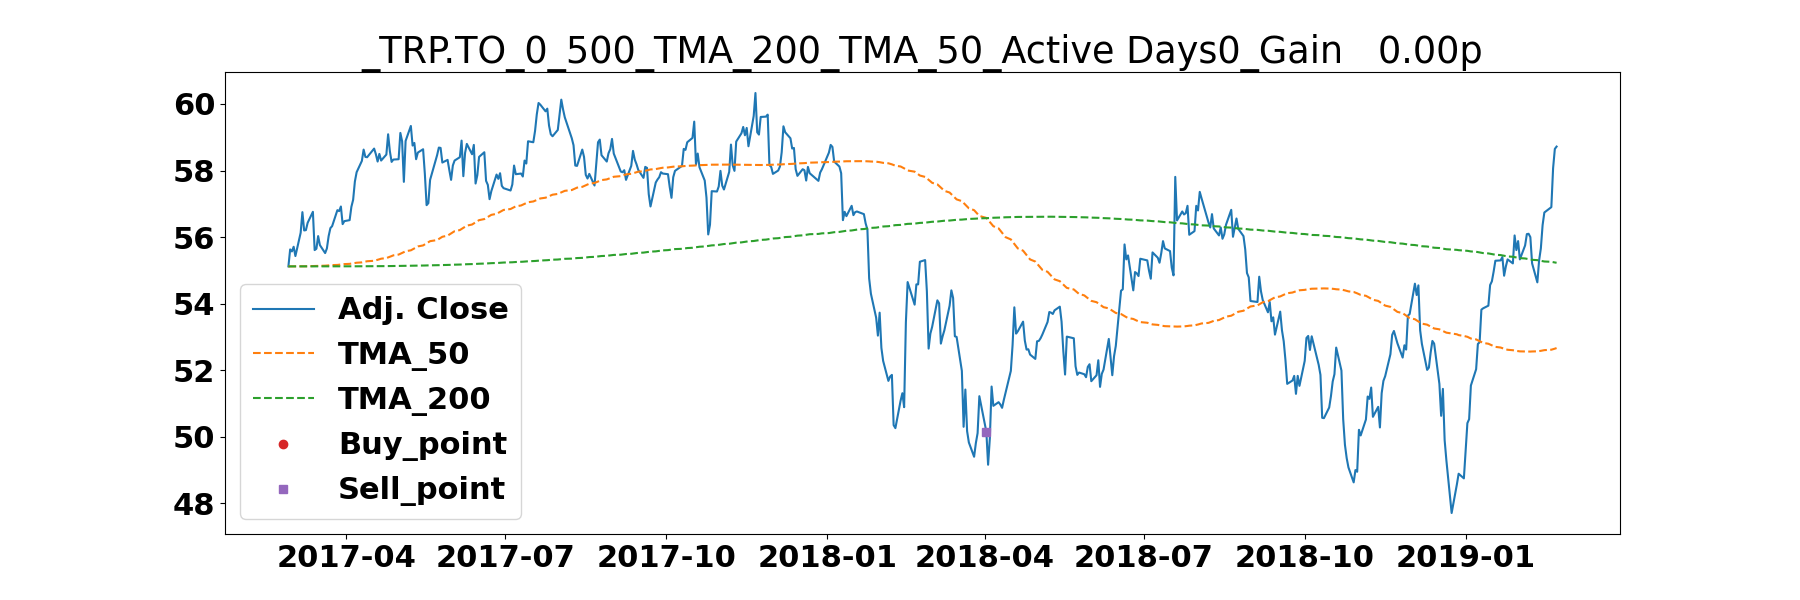 _TRP.TO_0_500_TMA_200_TMA_50_Active Days0_Gain   0.00p
60
58
56
54
52
50
48
Adj. Close
TMA_50
TMA_200
Buy_point
Sell_point
2017-04 2017-07 2017-10 2018-01 2018-04 2018-07 2018-10 2019-01